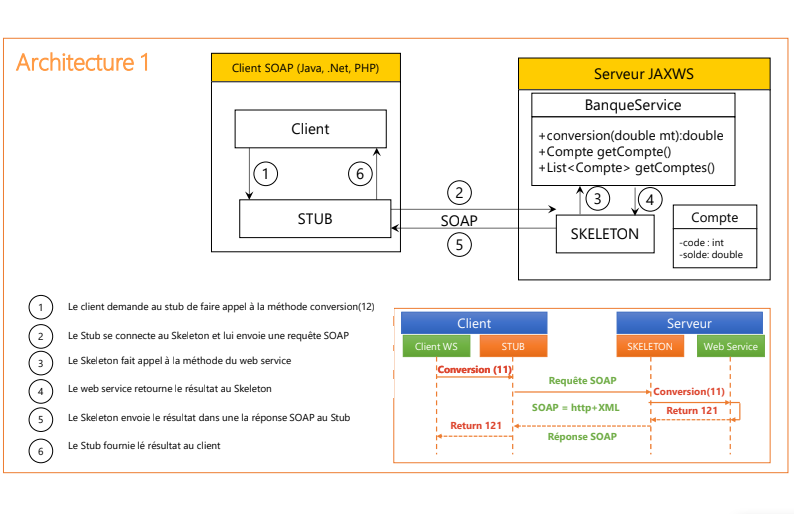 Architecture 1
Client SOAP (Java, .Net, PHP)
Client
1
6
STUB
2
SOAP
5
Serveur JAXWS
BanqueService
+conversion(double mt):double
+Compte getCompte()
+List<Compte> getComptes()
3
4
SKELETON
Compte
-code : int
-solde: double
1 Le client demande au stub de faire appel à la méthode conversion(12)
2 Le Stub se connecte au Skeleton et lui envoie une requête SOAP
3 Le Skeleton fait appel à la méthode du web service
4 Le web service retourne le résultat au Skeleton
5 Le Skeleton envoie le résultat dans une la réponse SOAP au Stub
6 Le Stub fournie lé résultat au client
Client Serveur
Client WS STUB SKELETON Web Service
Conversion (11)
Requête SOAP
Conversion(11)
SOAP = http+XML
Return 121
Return 121
Réponse SOAP